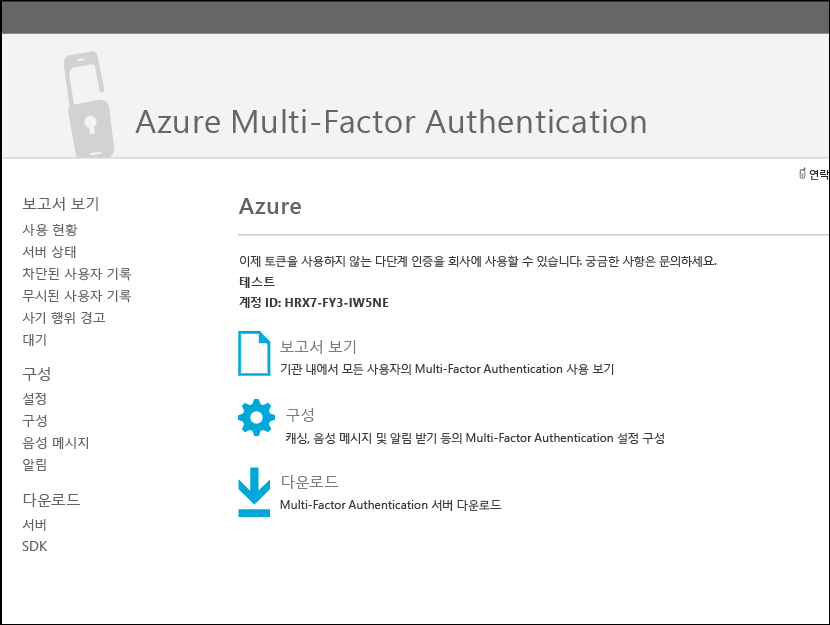 Azure Multi-Factor Authentication
연락
보고서 보기
사용 현황
서버 상태
차단된 사용자 기록
무시된 사용자 기록
사기 행위 경고
대기
구성
설정
구성
음성 메시지
알림
다운로드
서버
SDK
Azure
이제 토큰을 사용하지 않는 다단계 인증을 회사에 사용할 수 있습니다. 궁금한 사항은 문의하세요.
테스트
계정 ID: HRX7-FY3-IW5NE
보고서 보기
기관 내에서 모든 사용자의 Multi-Factor Authentication 사용 보기
구성
캐싱, 음성 메시지 및 알림 받기 등의 Multi-Factor Authentication 설정 구성
다운로드
Multi-Factor Authentication 서버 다운로드